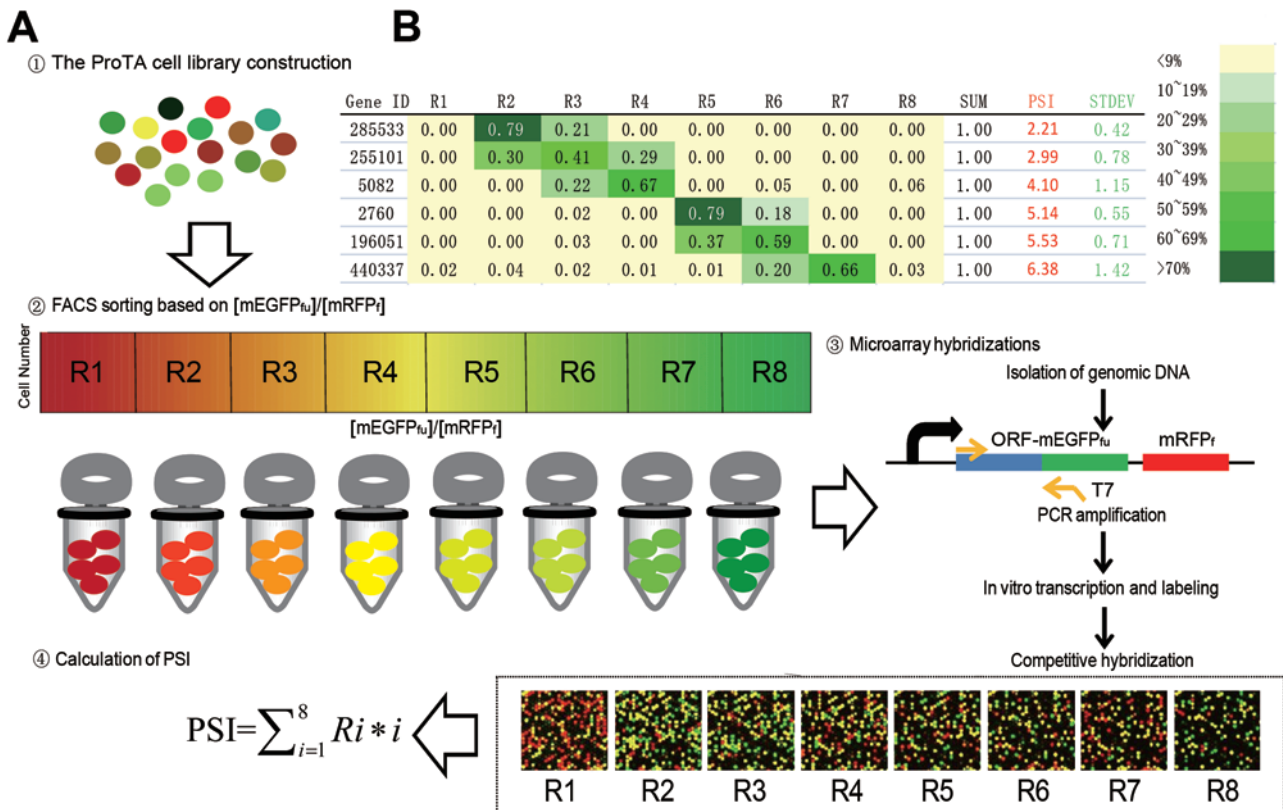 A
① The ProTA cell library construction
B
Gene ID R1 R2 R3 R4 R5 R6 R7 R8 SUM PSI STDEV
285533 0.00 0.79 0.21 0.00 0.00 0.00 0.00 0.00 1.00 2.21 0.42
255101 0.00 0.30 0.41 0.29 0.00 0.00 0.00 0.00 1.00 2.99 0.78
5082 0.00 0.00 0.22 0.67 0.00 0.05 0.00 0.06 1.00 4.10 1.15
2760 0.00 0.00 0.02 0.00 0.79 0.18 0.00 0.00 1.00 5.14 0.55
196051 0.00 0.00 0.03 0.00 0.37 0.59 0.00 0.00 1.00 5.53 0.71
440337 0.02 0.04 0.02 0.01 0.01 0.20 0.66 0.03 1.00 6.38 1.42
<9%
10~19%
20~29%
30~39%
40~49%
50~59%
60~69%
>70%
② FACS sorting based on [mEGFPfu]/[mRFPf]
Cell Number
R1 R2 R3 R4 R5 R6 R7 R8
[mEGFPfu]/[mRFPf]
③ Microarray hybridizations
Isolation of genomic DNA
ORF-mEGFPfu mRFPf
T7
PCR amplification
In vitro transcription and labeling
Competitive hybridization
④ Calculation of PSI
PSI=∑⁸ᵢ₌₁ Ri * i
R1 R2 R3 R4 R5 R6 R7 R8